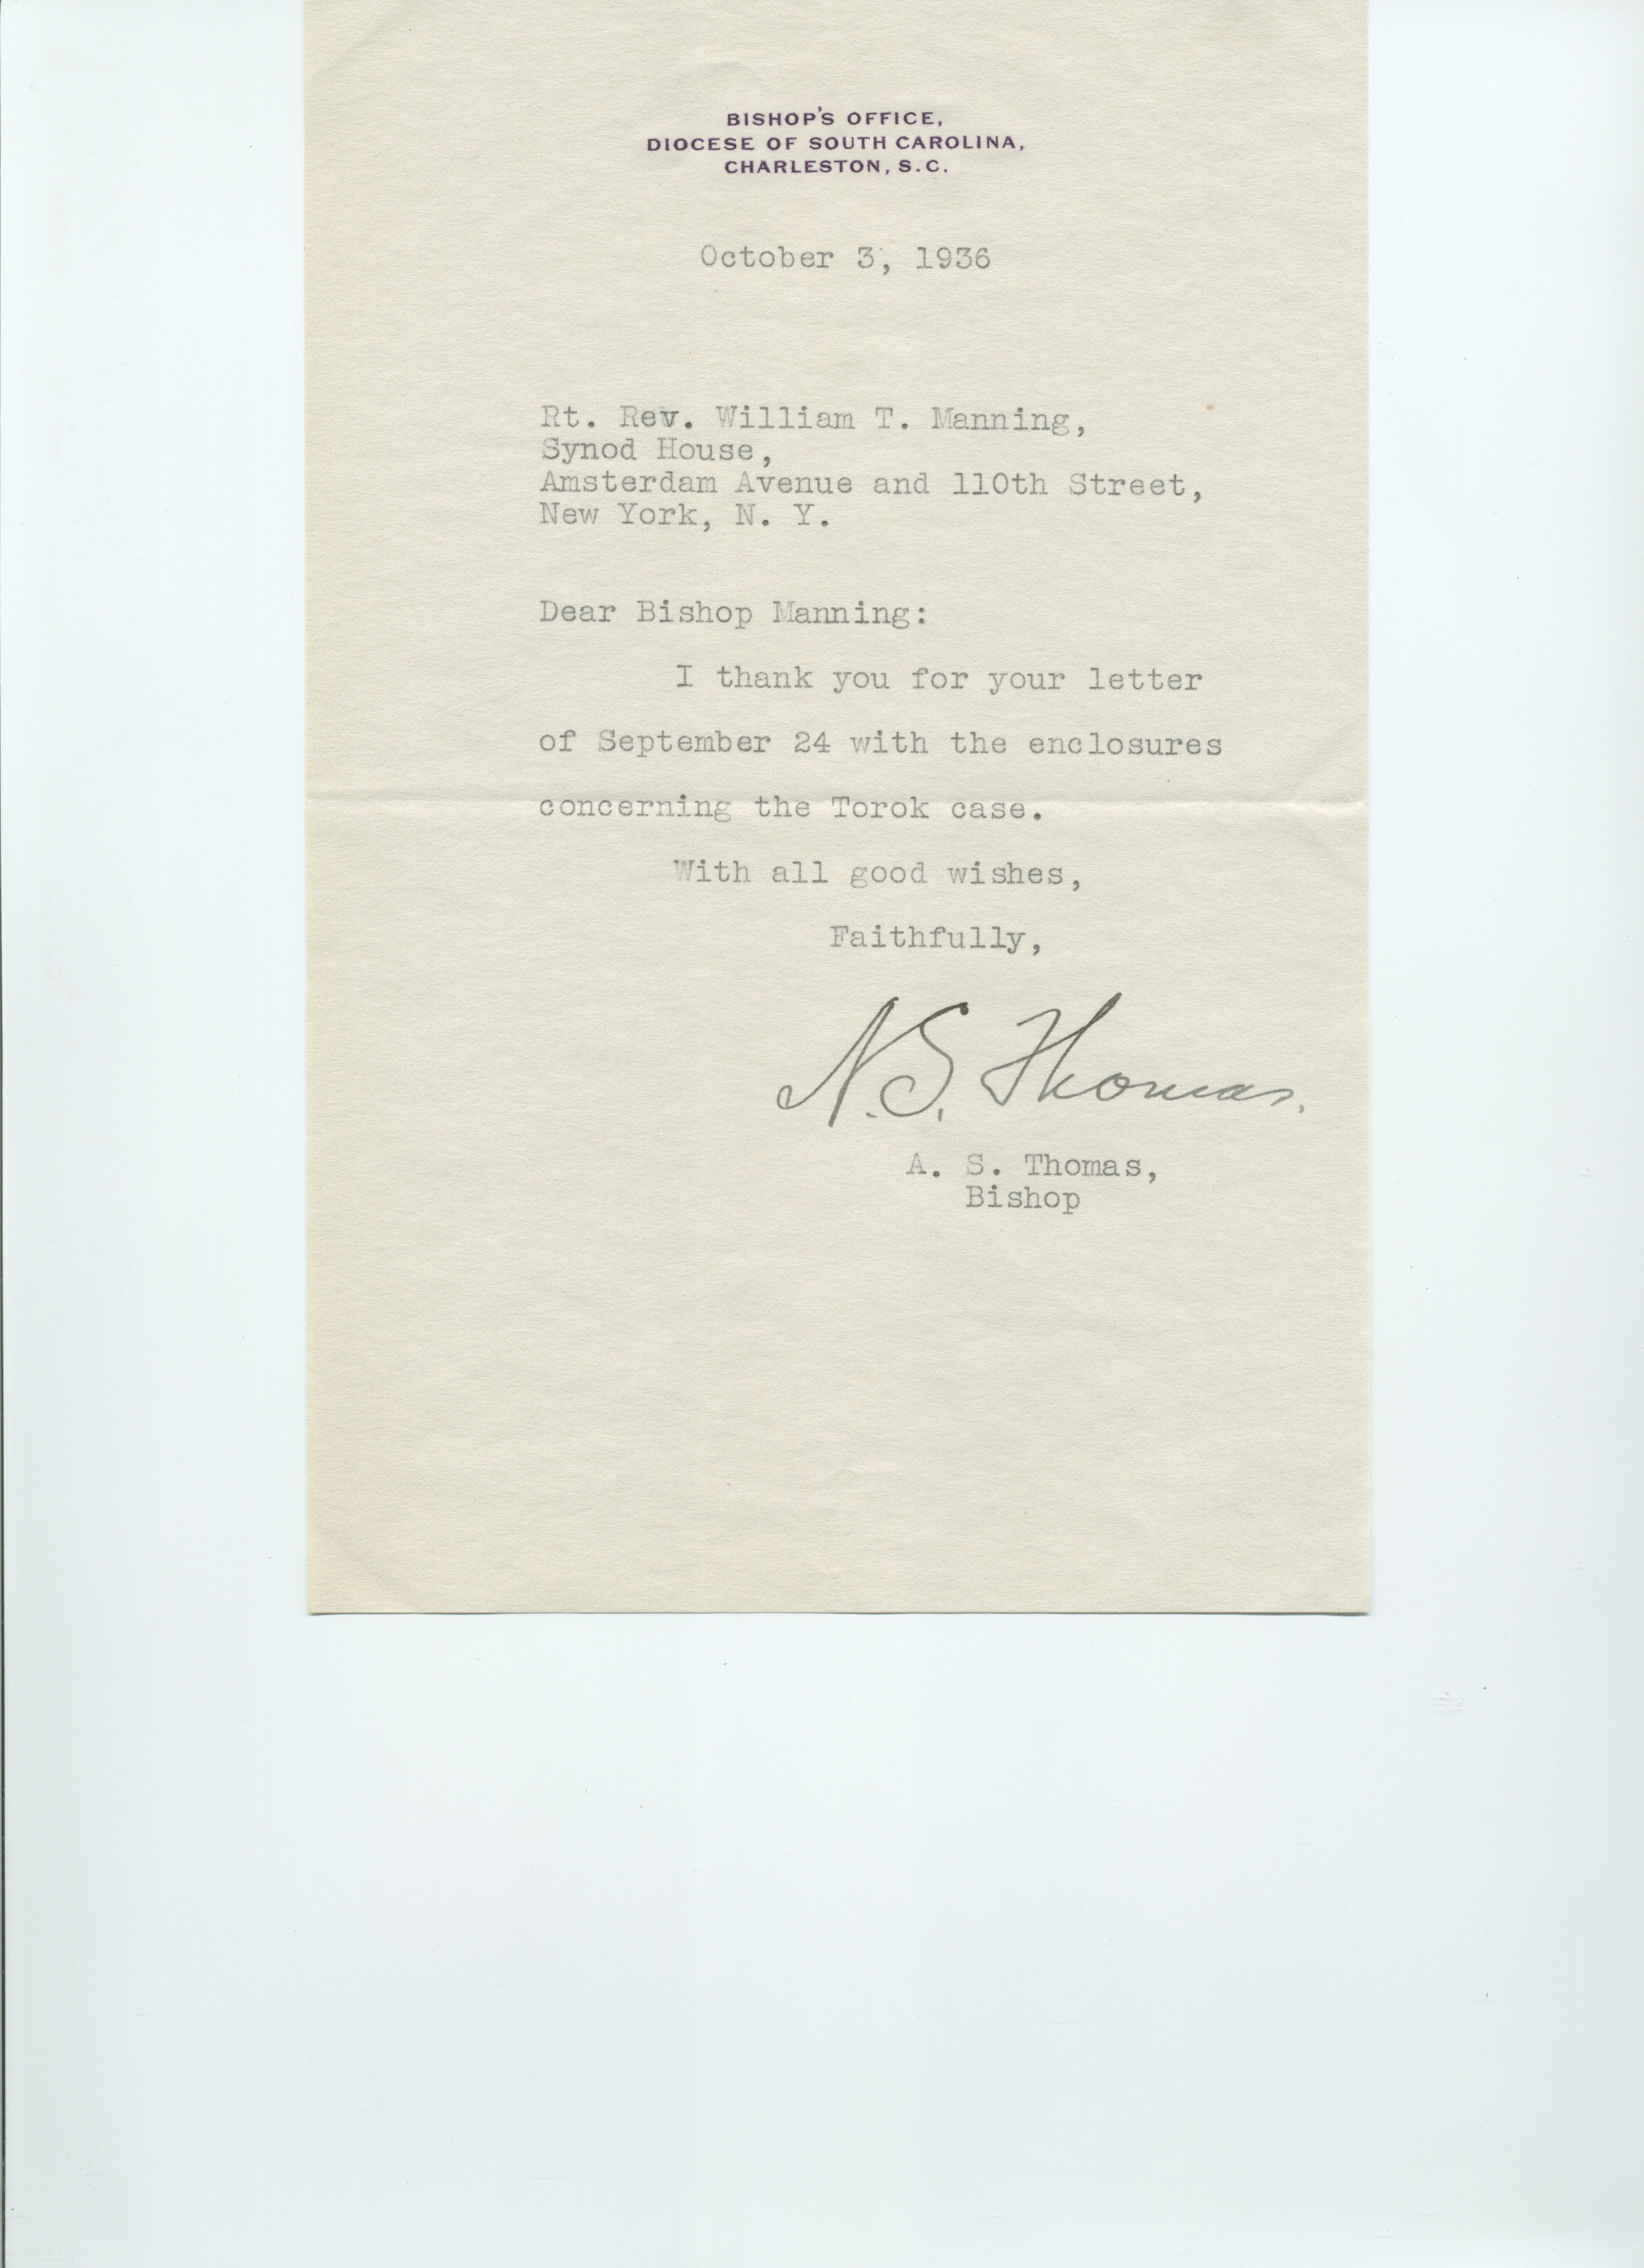 BISHOP'S OFFICE,
DIOCESE OF SOUTH CAROLINA,
CHARLESTON, S.C.
October 3, 1936
Rt. Rev. William T. Manning,
Synod House,
Amsterdam Avenue and 110th Street,
New York, N. Y.
Dear Bishop Manning:
I thank you for your letter
of September 24 with the enclosures
concerning the Torok case.
With all good wishes,
Faithfully,
A. S. Thomas.
A. S. Thomas,
Bishop